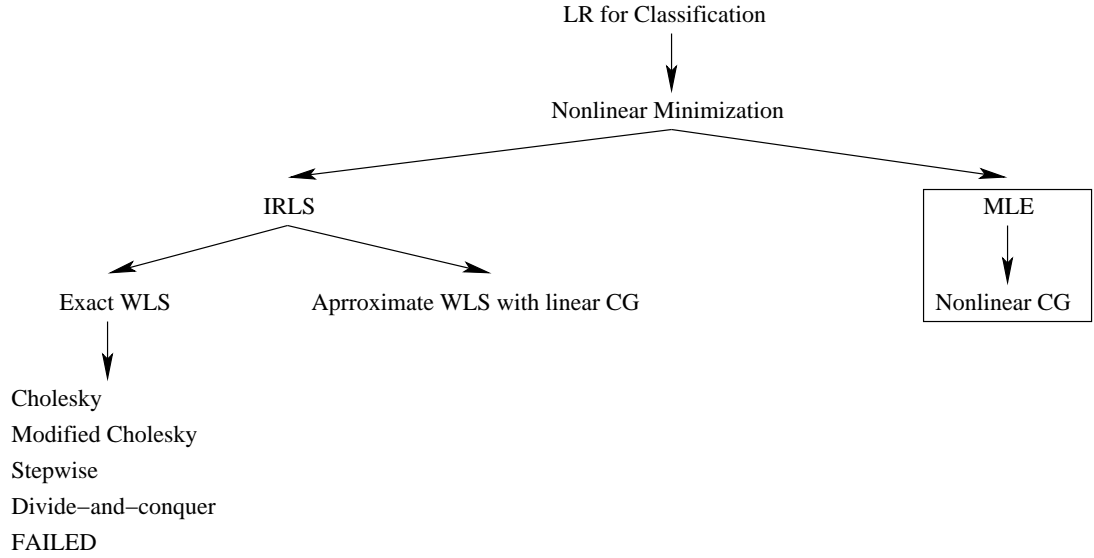 LR for Classification
Nonlinear Minimization
IRLS
MLE
Exact WLS
Aprroximate WLS with linear CG
Nonlinear CG
Cholesky
Modified Cholesky
Stepwise
Divide−and−conquer
FAILED